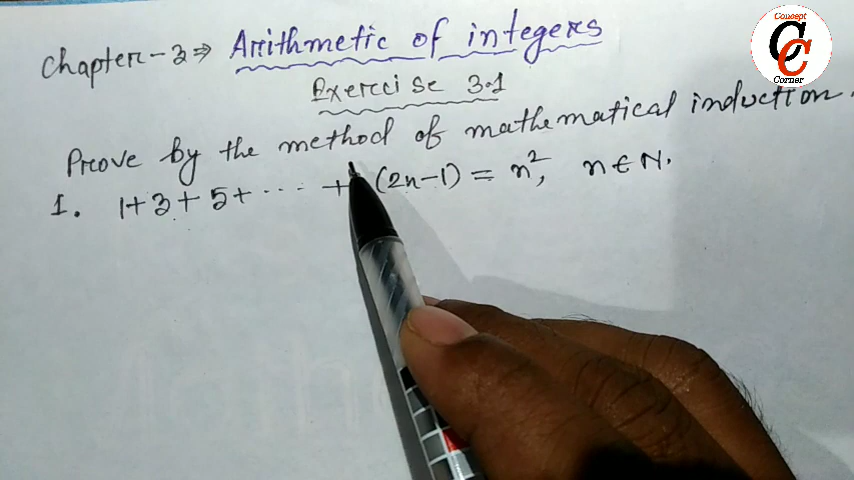 Concept
CC
Corner
Chapter-3⇒ Arithmetic of integers
Exercise 3.1
Prove by the method of mathematical induction.
1. 1+3+5+ ··· + (2n-1) = n², n∈N.